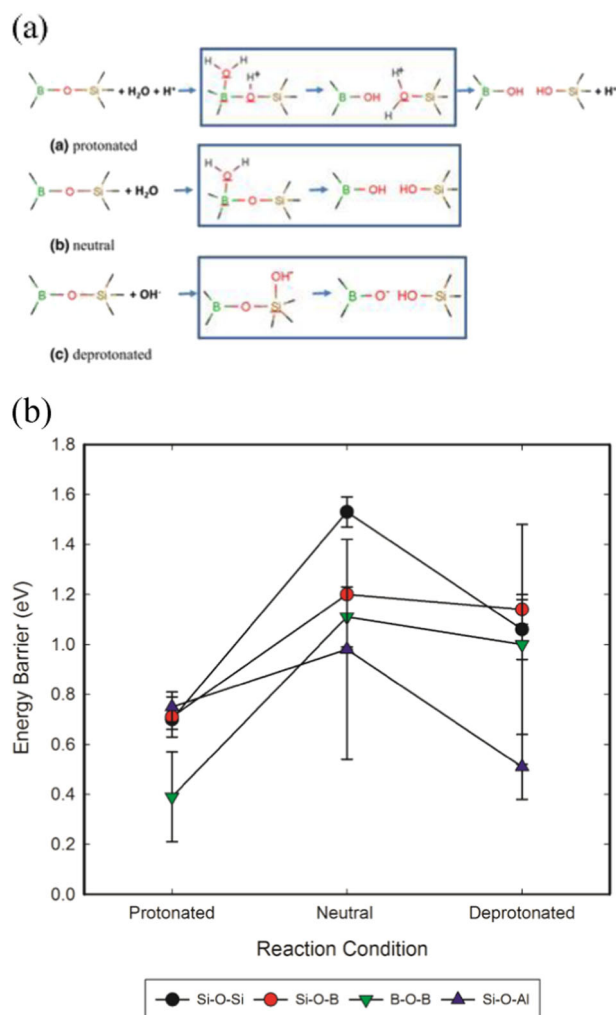 (a)
H H
H H⁺ H⁺
B O Si + H₂O + H⁺ B O Si B OH O Si B OH HO Si + H⁺
H
(a) protonated
H H
O
B O Si + H₂O B O Si B OH HO Si
(b) neutral
OH⁻
B O Si + OH⁻ B O Si B O⁻ HO Si
(c) deprotonated
(b)
1.8
1.6
1.4
1.2
1.0
0.8
0.6
0.4
0.2
0.0
Energy Barrier (eV)
Protonated Neutral Deprotonated
Reaction Condition
Si-O-Si Si-O-B B-O-B Si-O-Al